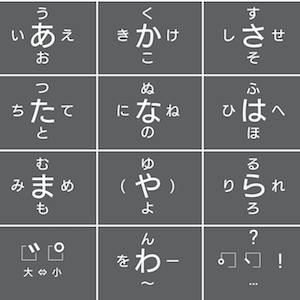 う く す
い あ え き か け し さ せ
お こ そ
つ ぬ ふ
ち た て に な ね ひ は へ
と の ほ
む ゆ る
み ま め ( や ) り ら れ
も よ ろ
゛ ゜ ん ?
大 ⇔ 小 を わ ー 。 、 !
〜 …